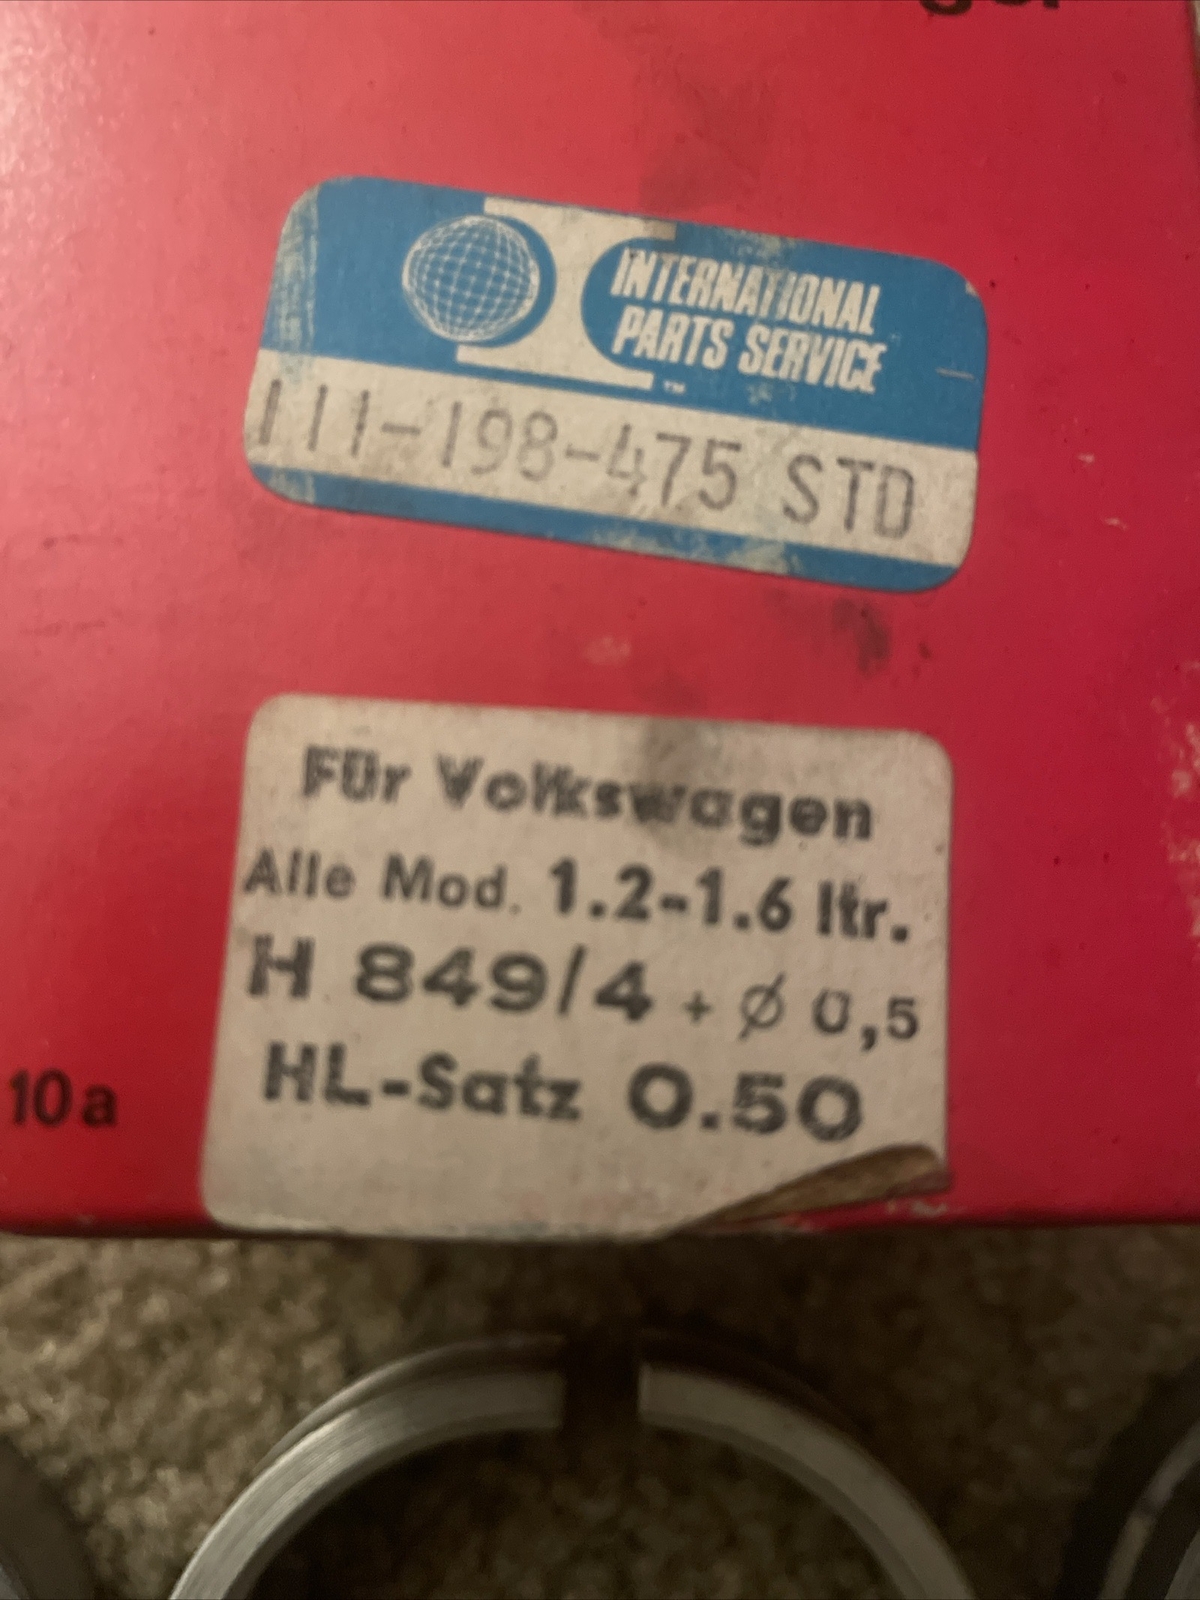 INTERNATIONAL
PARTS SERVICE
™
111-198-475 STD
Für Volkswagen
Alle Mod. 1.2-1.6 ltr.
H 849/4 + Ø 0,5
HL-Satz 0.50
10a